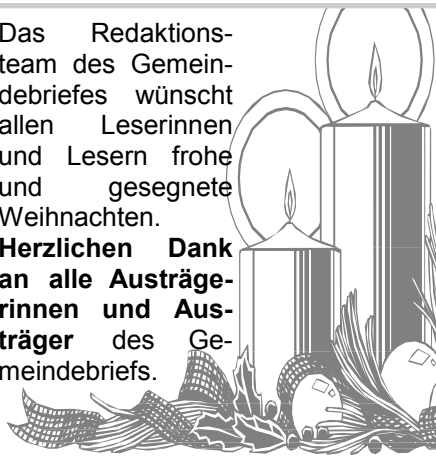 Das Redaktions-
team des Gemein-
debriefes wünscht
allen Leserinnen
und Lesern frohe
und gesegnete
Weihnachten.
Herzlichen Dank
an alle Austräge-
rinnen und Aus-
träger des Ge-
meindebriefs.